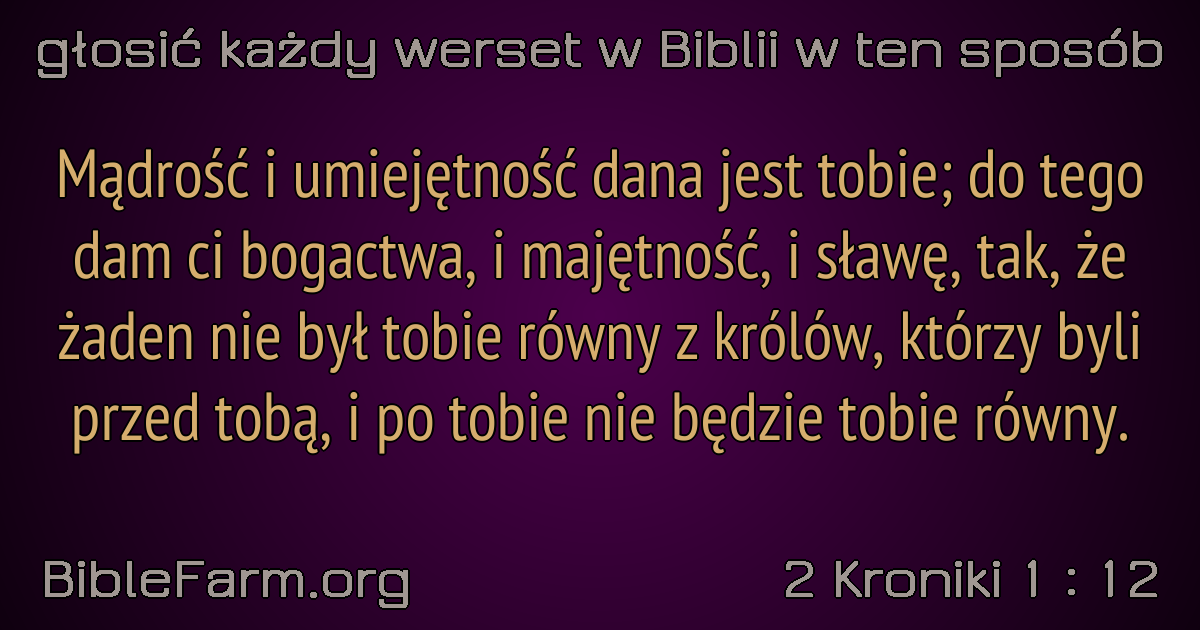 głosić każdy werset w Biblii w ten sposób
Mądrość i umiejętność dana jest tobie; do tego
dam ci bogactwa, i majętność, i sławę, tak, że
żaden nie był tobie równy z królów, którzy byli
przed tobą, i po tobie nie będzie tobie równy.
BibleFarm.org
2 Kroniki 1 : 12